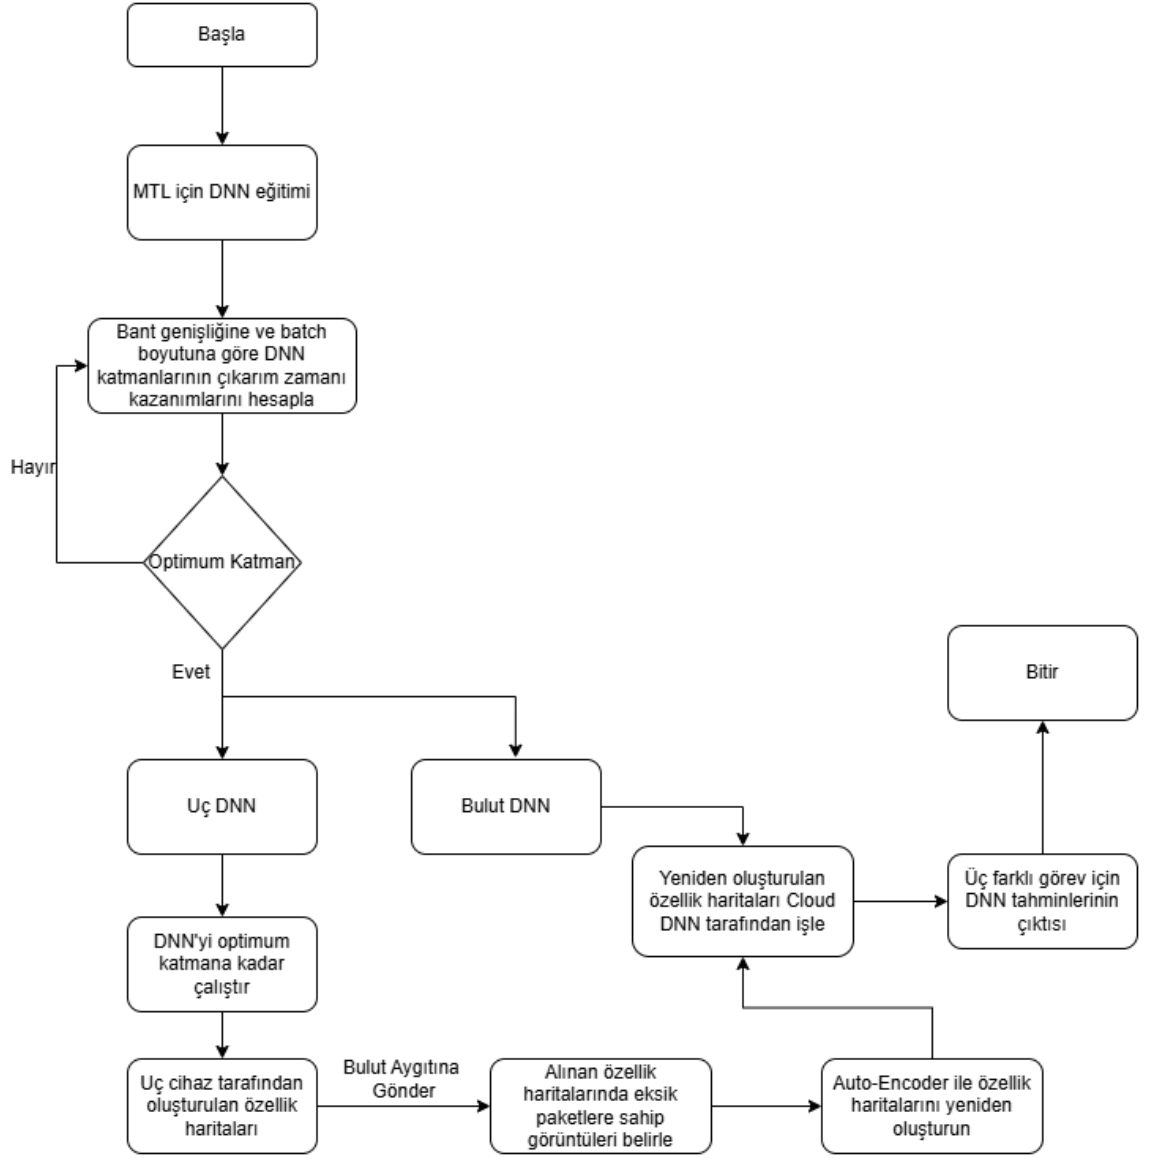 Başla
MTL için DNN eğitimi
Bant genişliğine ve batch
boyutuna göre DNN
katmanlarının çıkarım zamanı
kazanımlarını hesapla
Hayır
Optimum Katman
Evet
Uç DNN
Bulut DNN
DNN'yi optimum
katmana kadar
çalıştır
Uç cihaz tarafından
oluşturulan özellik
haritaları
Bulut Aygıtına
Gönder
Alınan özellik
haritalarında eksik
paketlere sahip
görüntüleri belirle
Auto-Encoder ile özellik
haritalarını yeniden
oluşturun
Yeniden oluşturulan
özellik haritaları Cloud
DNN tarafından işle
Üç farklı görev için
DNN tahminlerinin
çıktısı
Bitir